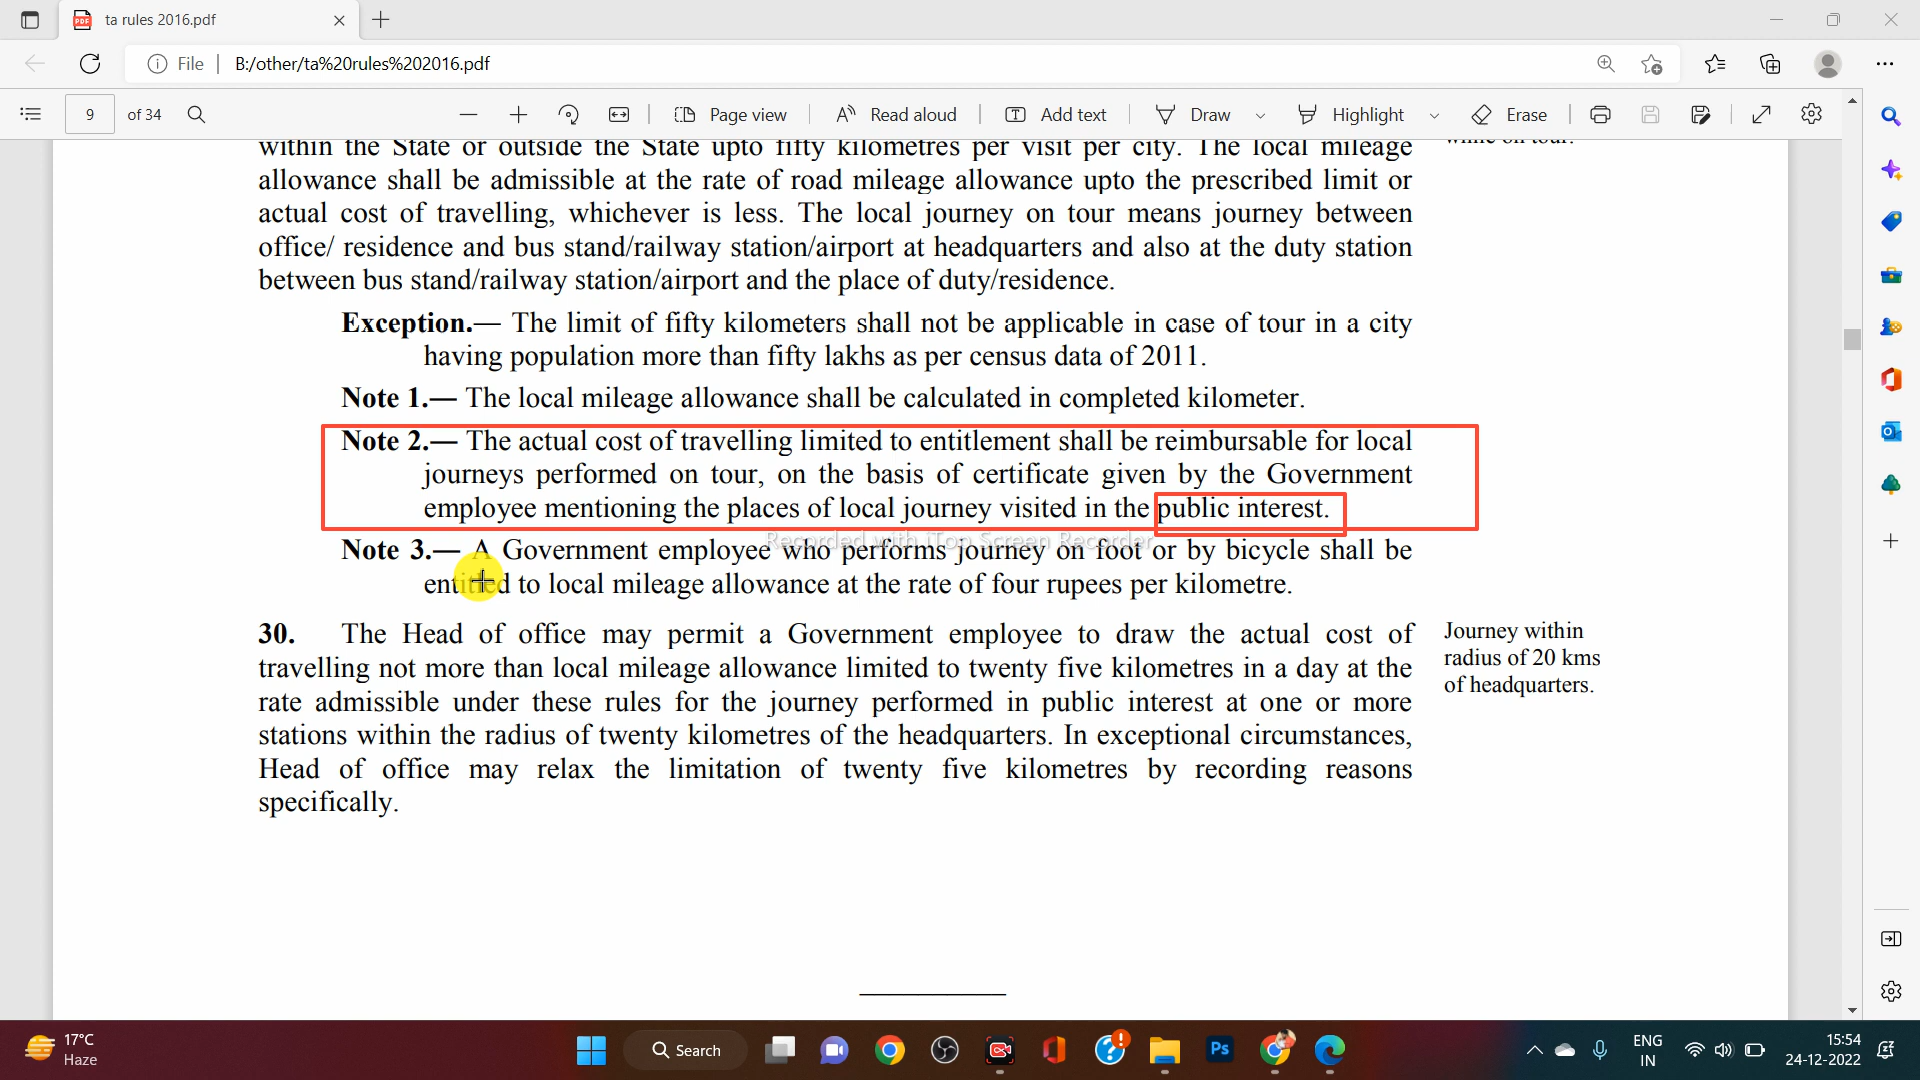 ta rules 2016.pdf
File B:/other/ta%20rules%202016.pdf
9 of 34 Page view Read aloud Add text Draw Highlight Erase
within the State or outside the State upto fifty kilometres per visit per city. The local mileage
while on tour.
allowance shall be admissible at the rate of road mileage allowance upto the prescribed limit or
actual cost of travelling, whichever is less. The local journey on tour means journey between
office/ residence and bus stand/railway station/airport at headquarters and also at the duty station
between bus stand/railway station/airport and the place of duty/residence.
Exception.— The limit of fifty kilometers shall not be applicable in case of tour in a city
having population more than fifty lakhs as per census data of 2011.
Note 1.— The local mileage allowance shall be calculated in completed kilometer.
Note 2.— The actual cost of travelling limited to entitlement shall be reimbursable for local
journeys performed on tour, on the basis of certificate given by the Government
employee mentioning the places of local journey visited in the public interest.
Recorded with iTop Screen Recorder
Note 3.— A Government employee who performs journey on foot or by bicycle shall be
entitled to local mileage allowance at the rate of four rupees per kilometre.
30. The Head of office may permit a Government employee to draw the actual cost of
travelling not more than local mileage allowance limited to twenty five kilometres in a day at the
rate admissible under these rules for the journey performed in public interest at one or more
stations within the radius of twenty kilometres of the headquarters. In exceptional circumstances,
Head of office may relax the limitation of twenty five kilometres by recording reasons
specifically.
Journey within
radius of 20 kms
of headquarters.
17°C
Haze
Search
Ps
ENG
IN
15:54
24-12-2022